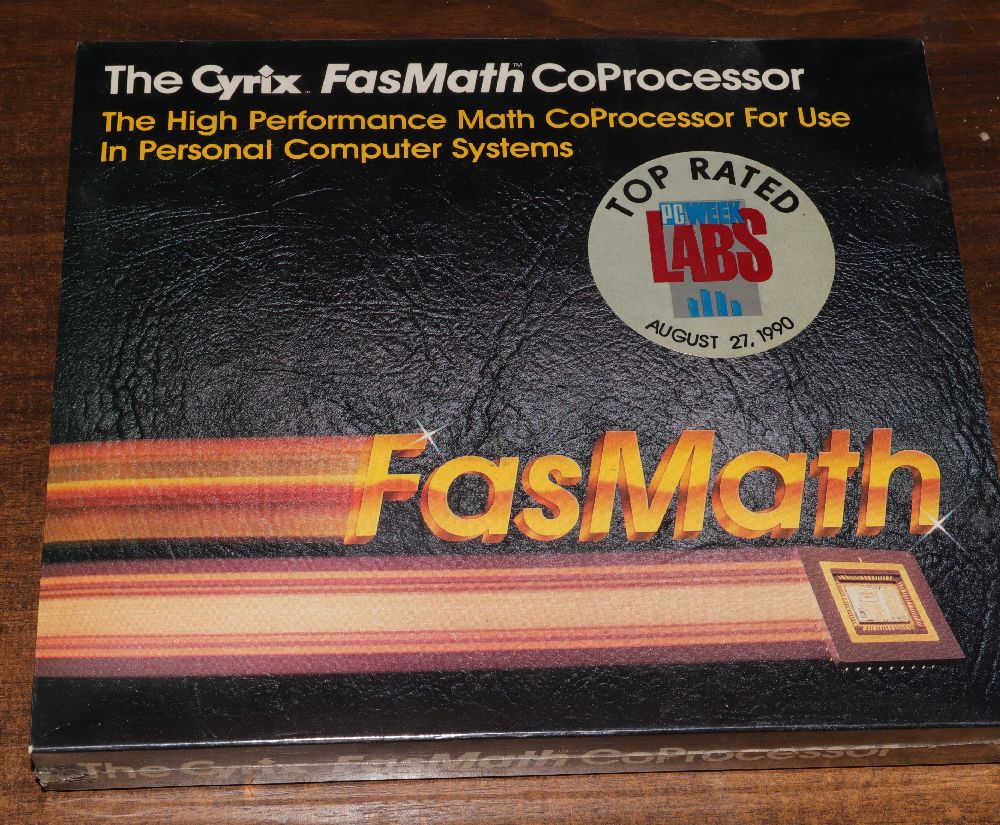 The Cyrix™ FasMath™ CoProcessor
The High Performance Math CoProcessor For Use
In Personal Computer Systems
TOP RATED
PC WEEK
LABS
AUGUST 27, 1990
FasMath
The Cyrix FasMath CoProcessor